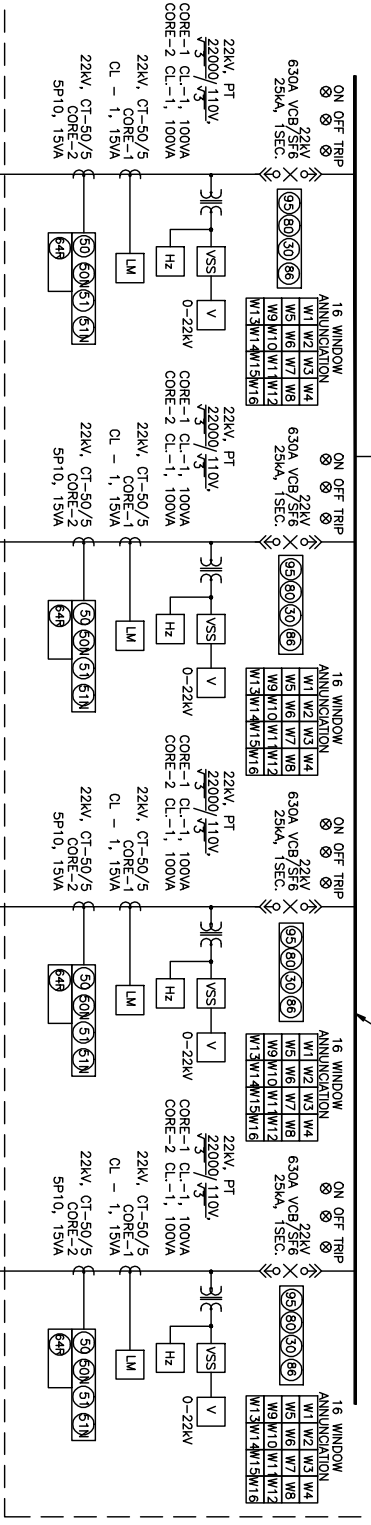 ON OFF TRIP
22kV
630A VCB/SF6
25kA, 1SEC.
95 80 30 86
16 WINDOW
ANNUNCIATION
W1 W2 W3 W4
W5 W6 W7 W8
W9 W10 W11 W12
W13 W14 W15 W16
22kV, PT
22000/110V,
√3 √3
CORE-1 CL-1, 100VA
CORE-2 CL-1, 100VA
VSS V
0-22kV
Hz
22kV, CT-50/5
CORE-1
CL - 1, 15VA
LM
22kV, CT-50/5
CORE-2
5P10, 15VA
50 50N 51 51N
64R
ON OFF TRIP
22kV
630A VCB/SF6
25kA, 1SEC.
95 80 30 86
16 WINDOW
ANNUNCIATION
W1 W2 W3 W4
W5 W6 W7 W8
W9 W10 W11 W12
W13 W14 W15 W16
22kV, PT
22000/110V,
√3 √3
CORE-1 CL-1, 100VA
CORE-2 CL-1, 100VA
VSS V
0-22kV
Hz
22kV, CT-50/5
CORE-1
CL - 1, 15VA
LM
22kV, CT-50/5
CORE-2
5P10, 15VA
50 50N 51 51N
64R
ON OFF TRIP
22kV
630A VCB/SF6
25kA, 1SEC.
95 80 30 86
16 WINDOW
ANNUNCIATION
W1 W2 W3 W4
W5 W6 W7 W8
W9 W10 W11 W12
W13 W14 W15 W16
22kV, PT
22000/110V,
√3 √3
CORE-1 CL-1, 100VA
CORE-2 CL-1, 100VA
VSS V
0-22kV
Hz
22kV, CT-50/5
CORE-1
CL - 1, 15VA
LM
22kV, CT-50/5
CORE-2
5P10, 15VA
50 50N 51 51N
64R
ON OFF TRIP
22kV
630A VCB/SF6
25kA, 1SEC.
95 80 30 86
16 WINDOW
ANNUNCIATION
W1 W2 W3 W4
W5 W6 W7 W8
W9 W10 W11 W12
W13 W14 W15 W16
22kV, PT
22000/110V,
√3 √3
CORE-1 CL-1, 100VA
CORE-2 CL-1, 100VA
VSS V
0-22kV
Hz
22kV, CT-50/5
CORE-1
CL - 1, 15VA
LM
22kV, CT-50/5
CORE-2
5P10, 15VA
50 50N 51 51N
64R